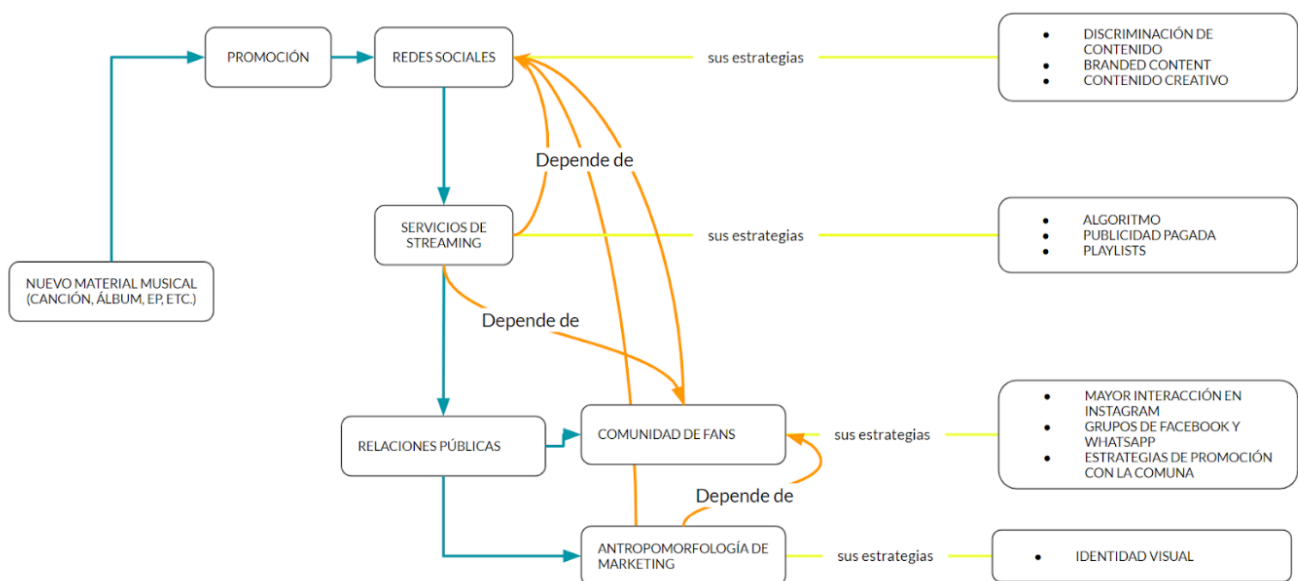 PROMOCIÓN
REDES SOCIALES
sus estrategias
● DISCRIMINACIÓN DE
CONTENIDO
● BRANDED CONTENT
● CONTENIDO CREATIVO
Depende de
SERVICIOS DE
STREAMING
sus estrategias
● ALGORITMO
● PUBLICIDAD PAGADA
● PLAYLISTS
NUEVO MATERIAL MUSICAL
(CANCIÓN, ÁLBUM, EP, ETC.)
Depende de
RELACIONES PÚBLICAS
COMUNIDAD DE FANS
sus estrategias
● MAYOR INTERACCIÓN EN
INSTAGRAM
● GRUPOS DE FACEBOOK Y
WHATSAPP
● ESTRATEGIAS DE PROMOCIÓN
CON LA COMUNA
Depende de
ANTROPOMORFOLOGÍA DE
MARKETING
sus estrategias
● IDENTIDAD VISUAL